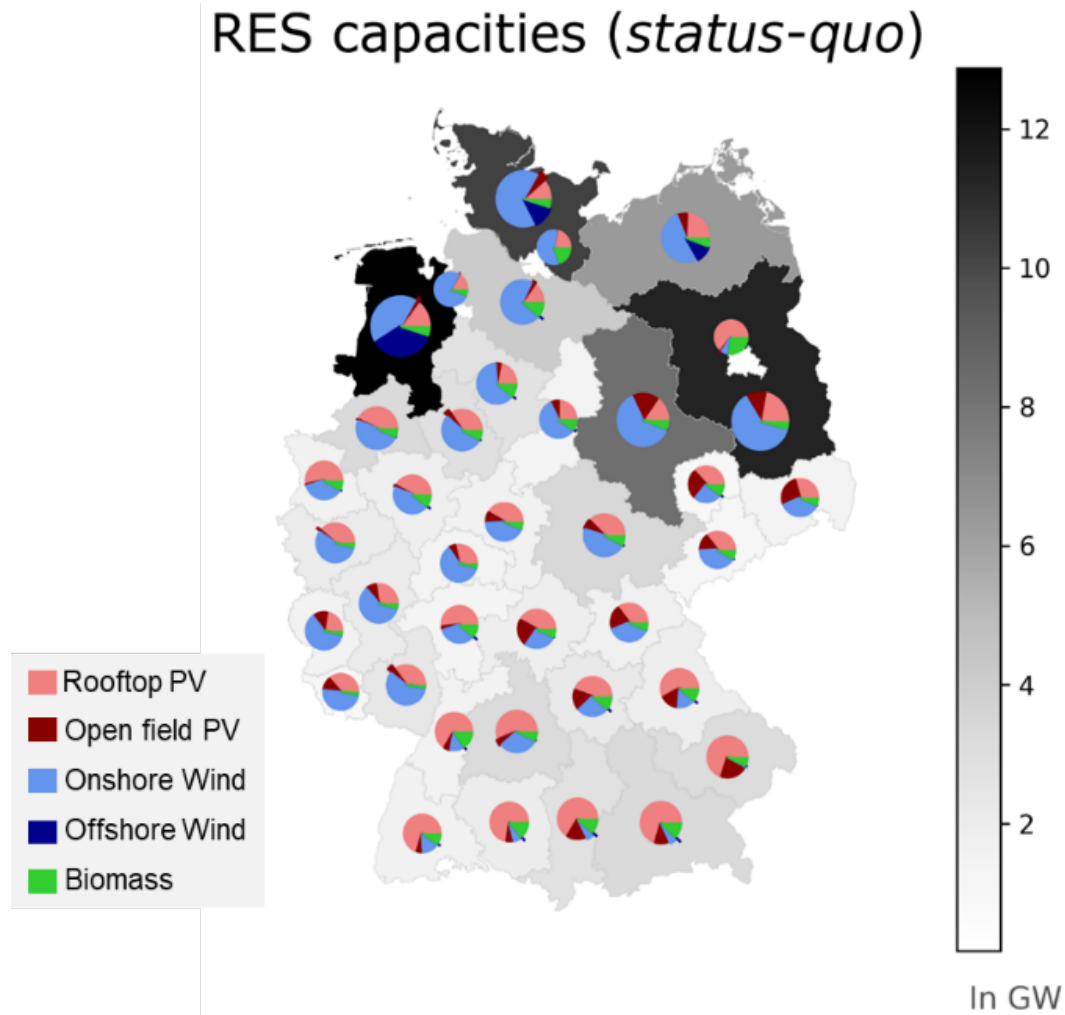 RES capacities (status-quo)
12
10
8
6
4
2
In GW
Rooftop PV
Open field PV
Onshore Wind
Offshore Wind
Biomass